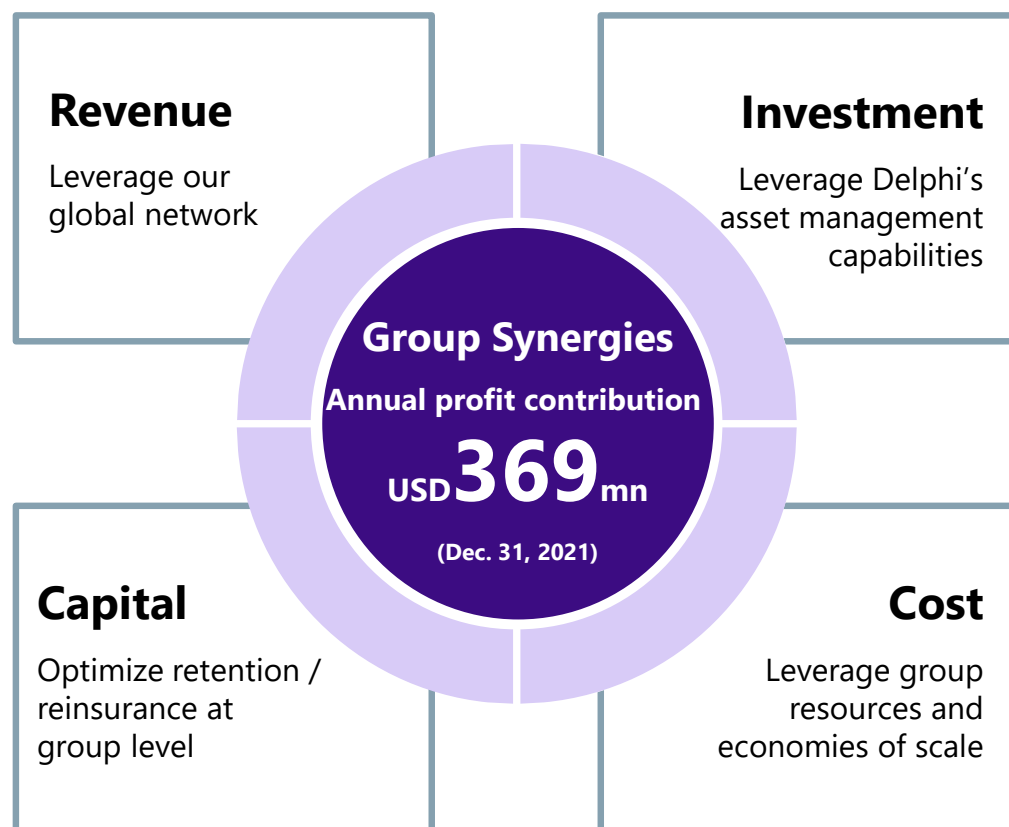 Revenue
Leverage our
global network
Investment
Leverage Delphi’s
asset management
capabilities
Group Synergies
Annual profit contribution
USD369mn
(Dec. 31, 2021)
Capital
Optimize retention /
reinsurance at
group level
Cost
Leverage group
resources and
economies of scale